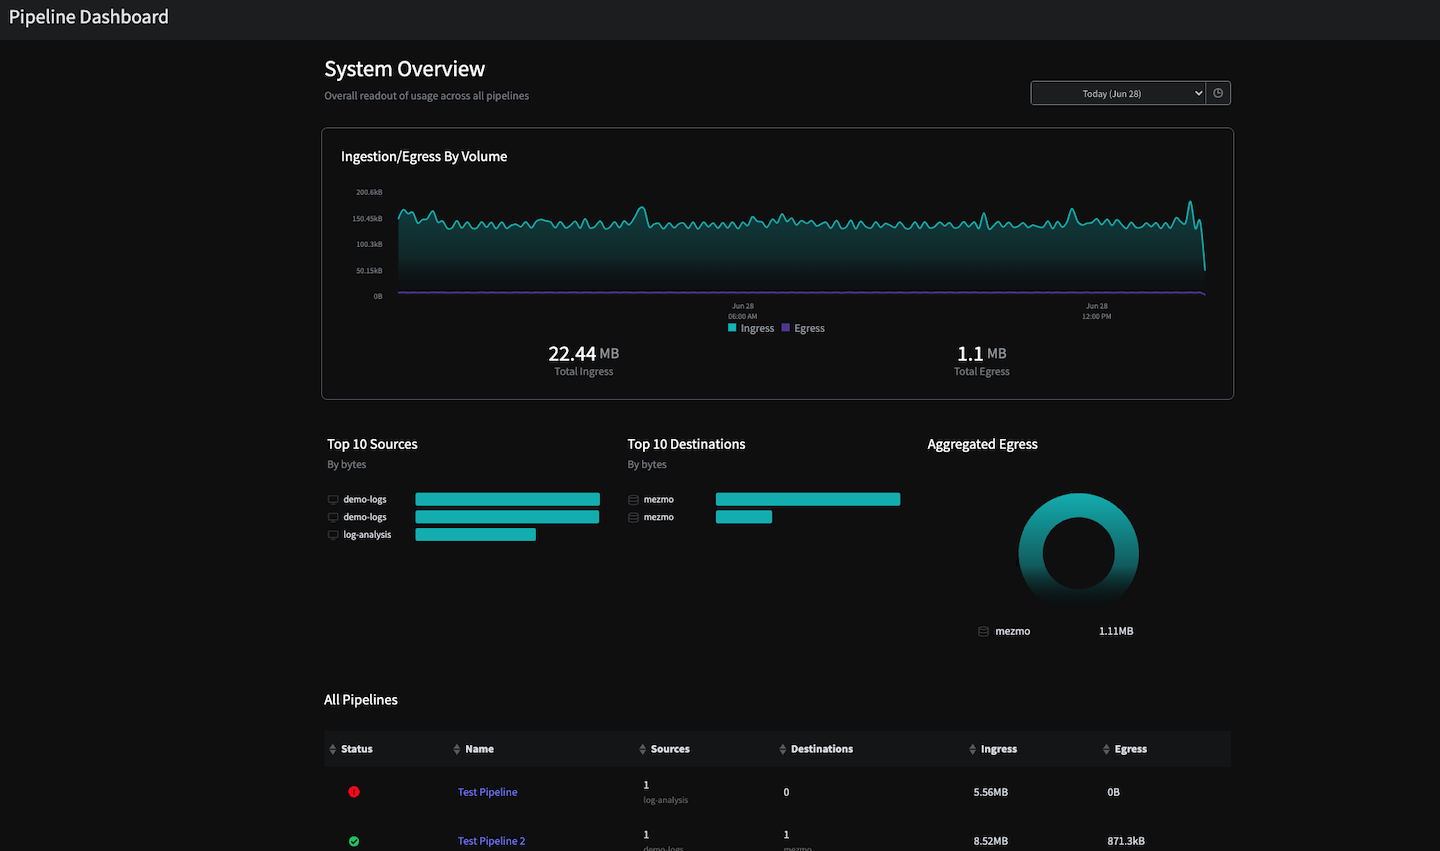 Pipeline Dashboard
System Overview
Overall readout of usage across all pipelines
Today (Jun 28)
Ingestion/Egress By Volume
200.6kB
150.45kB
100.3kB
50.15kB
0B
Jun 28
06:00 AM
Jun 28
12:00 PM
Ingress Egress
22.44 MB
Total Ingress
1.1 MB
Total Egress
Top 10 Sources
By bytes
demo-logs
demo-logs
log-analysis
Top 10 Destinations
By bytes
mezmo
mezmo
Aggregated Egress
mezmo 1.11MB
All Pipelines
Status Name Sources Destinations Ingress Egress
Test Pipeline 1 0 5.56MB 0B
log-analysis
Test Pipeline 2 1 1 8.52MB 871.3kB
demo-logs mezmo